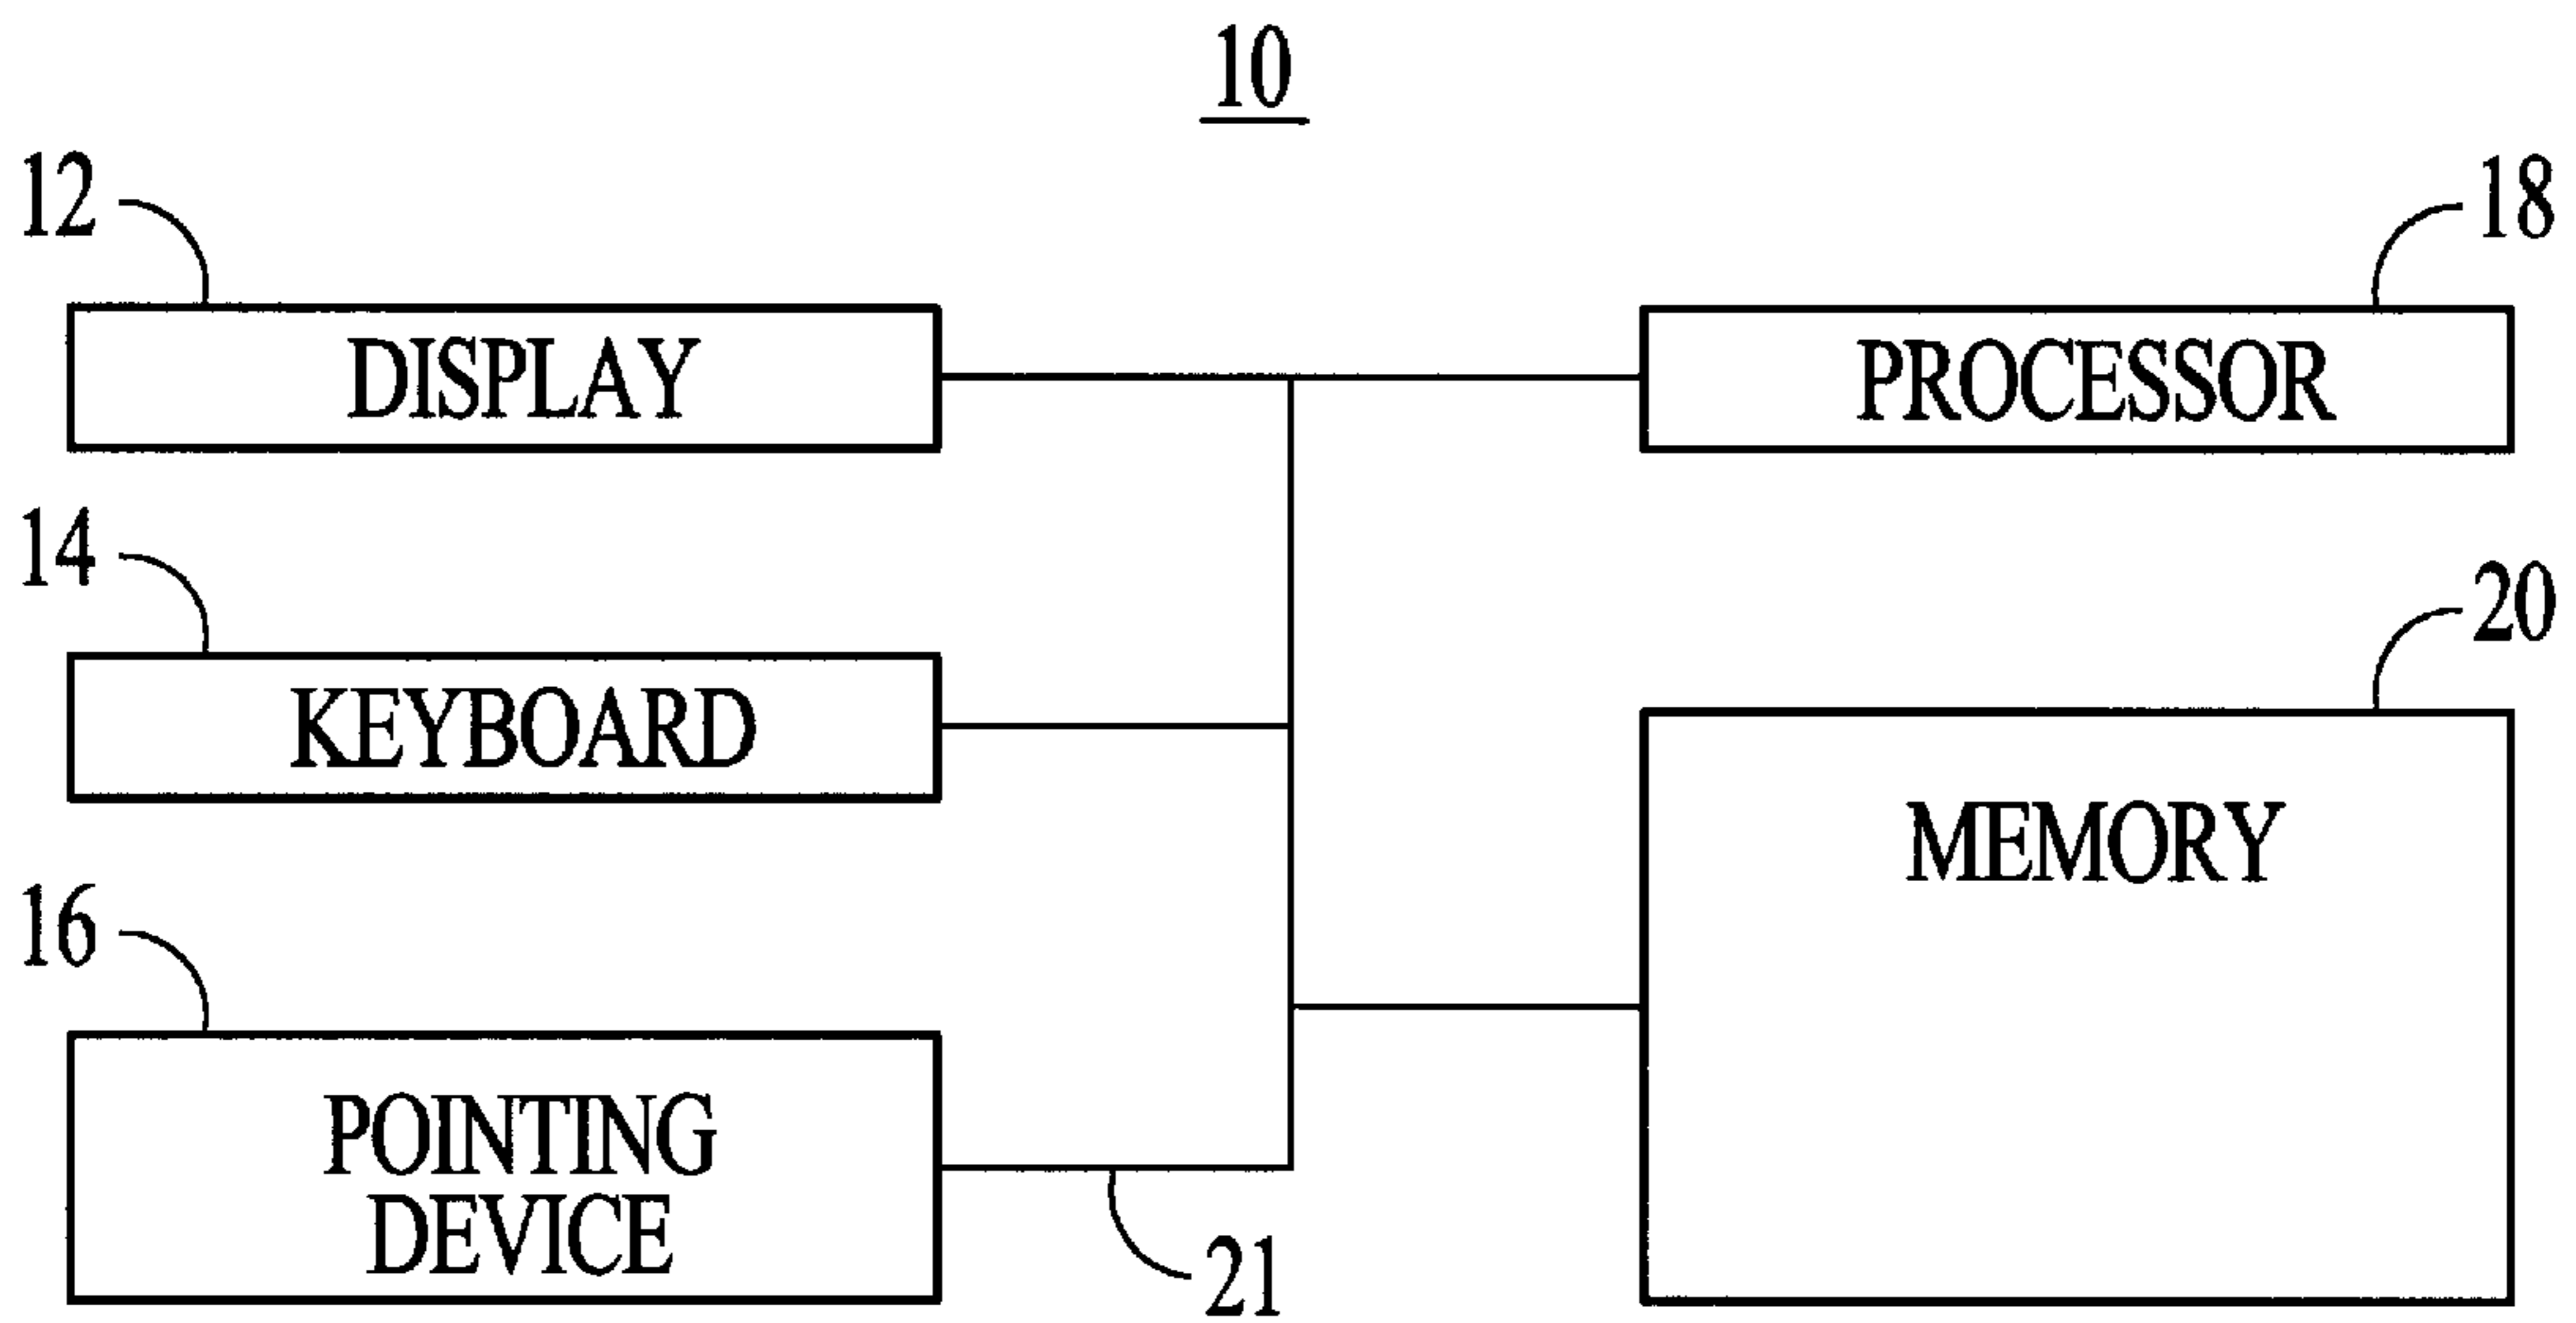 10
12
18
DISPLAY
PROCESSOR
14
20
KEYBOARD
MEMORY
16
POINTING
DEVICE
21